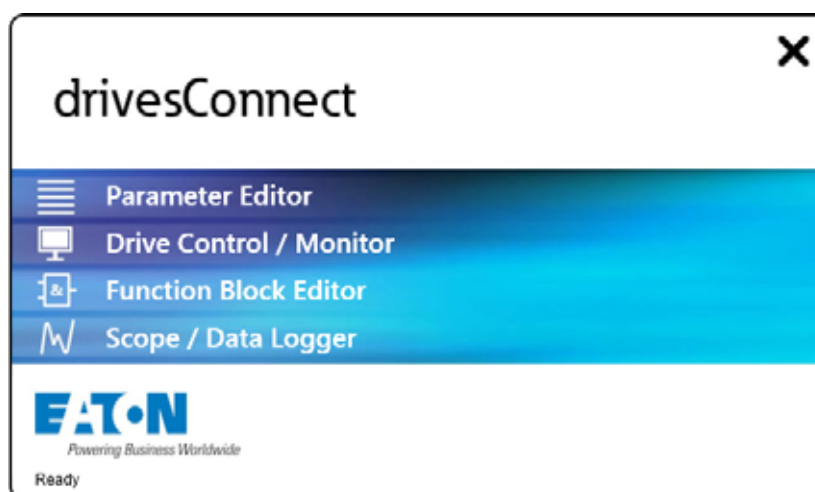 drivesConnect
Parameter Editor
Drive Control / Monitor
& Function Block Editor
Scope / Data Logger
EATON
Powering Business Worldwide
Ready